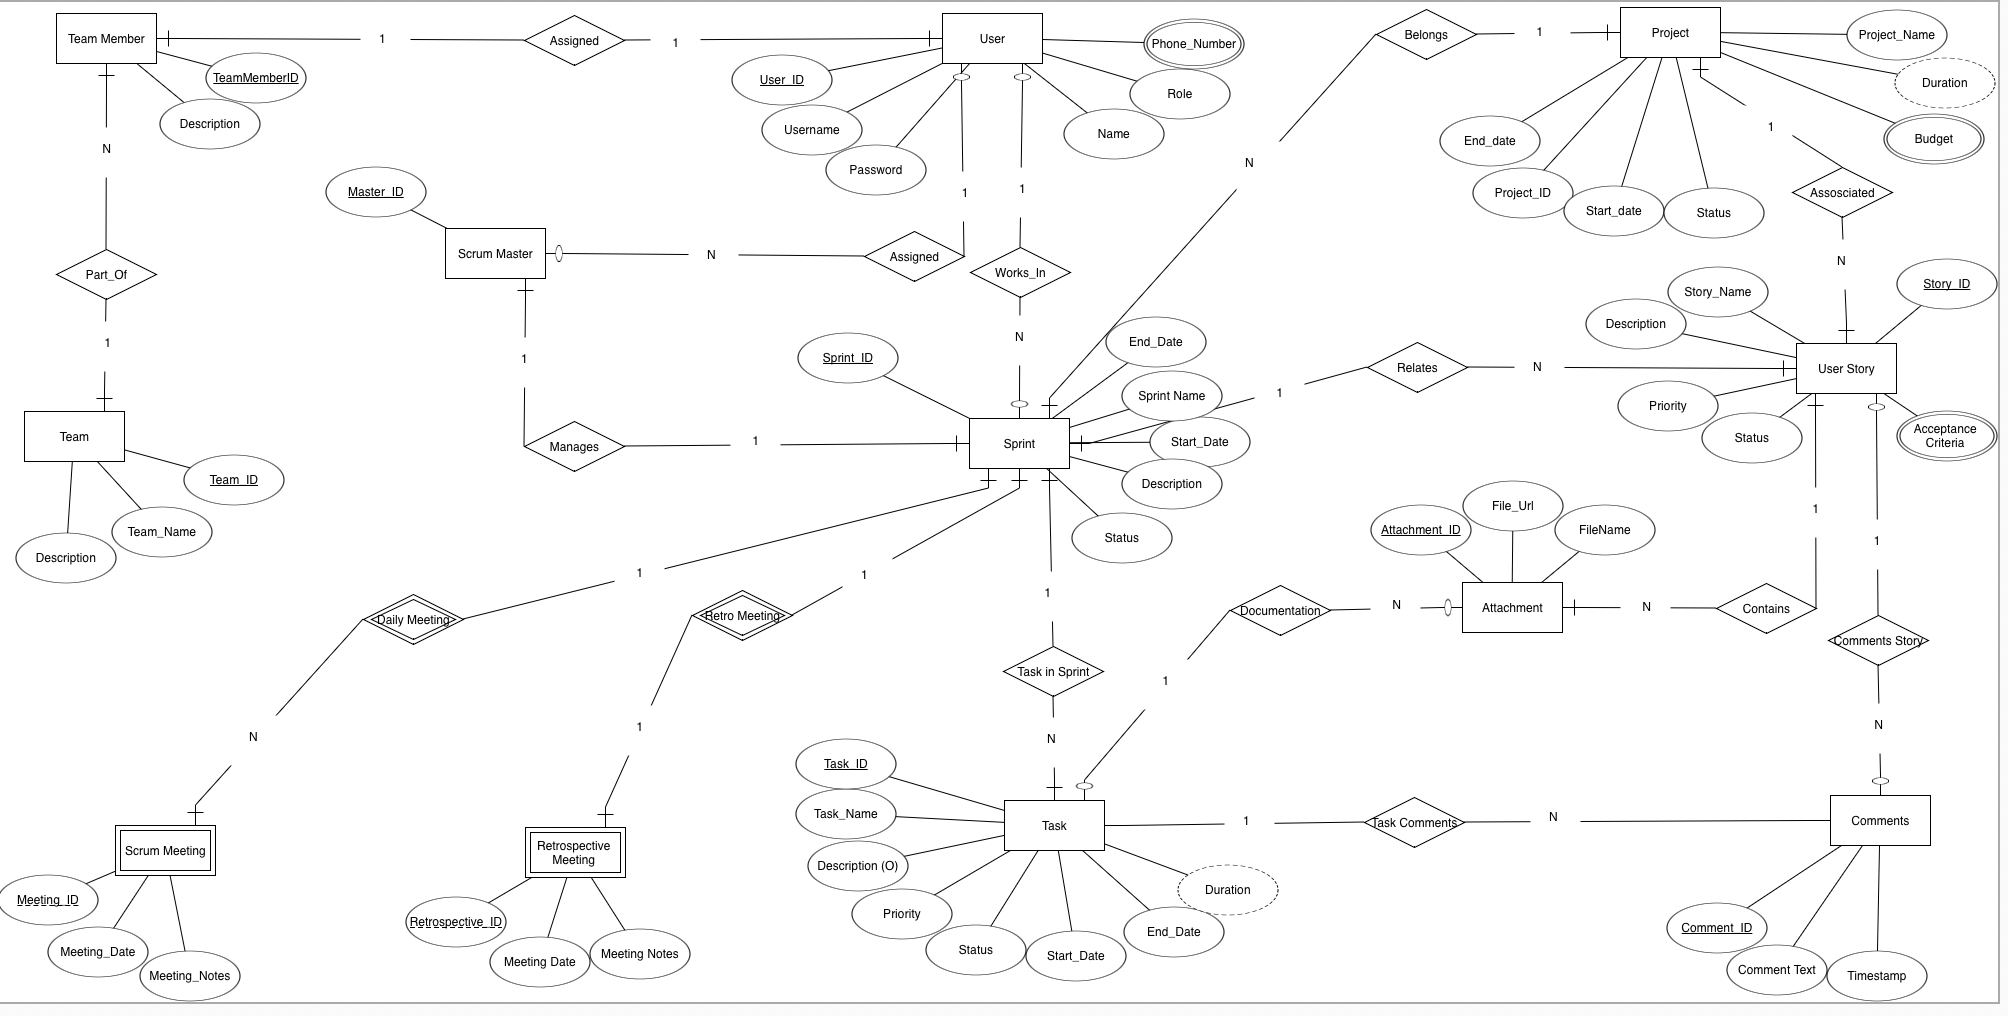 Team Member
1
Assigned
1
User
Phone_Number
Belongs
1
Project
Project_Name
TeamMemberID
User_ID
Role
Duration
Description
Username
Name
1
Budget
N
Password
N
End_date
Master_ID
1
1
Project_ID
Assosciated
Start_date
Status
Scrum Master
N
Assigned
Works_In
N
Part_Of
Story_Name
Story_ID
Description
1
1
N
End_Date
Sprint_ID
Relates
N
User Story
1
Sprint Name
Priority
Team
Manages
1
Sprint
Start_Date
Status
Acceptance
Criteria
Team_ID
Description
Team_Name
File_Url
1
Attachment_ID
FileName
Description
Status
1
1
1
1
Daily Meeting
Retro Meeting
Documentation
N
Attachment
N
Contains
Comments Story
Task in Sprint
1
N
1
N
N
Task_ID
Task_Name
Task
1
Task Comments
N
Comments
Scrum Meeting
Retrospective
Meeting
Description (O)
Duration
Meeting_ID
Retrospective_ID
Priority
End_Date
Comment_ID
Meeting_Date
Meeting Date
Meeting Notes
Status
Start_Date
Meeting_Notes
Comment Text
Timestamp